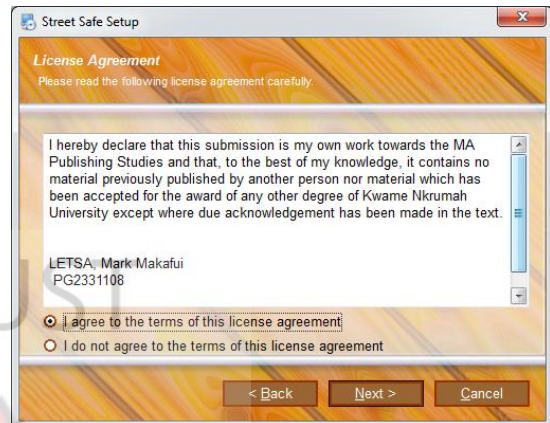 Street Safe Setup
License Agreement
Please read the following license agreement carefully.
I hereby declare that this submission is my own work towards the MA
Publishing Studies and that, to the best of my knowledge, it contains no
material previously published by another person nor material which has
been accepted for the award of any other degree of Kwame Nkrumah
University except where due acknowledgement has been made in the text.
LETSA, Mark Makafui
PG2331108
I agree to the terms of this license agreement
I do not agree to the terms of this license agreement
< Back Next > Cancel